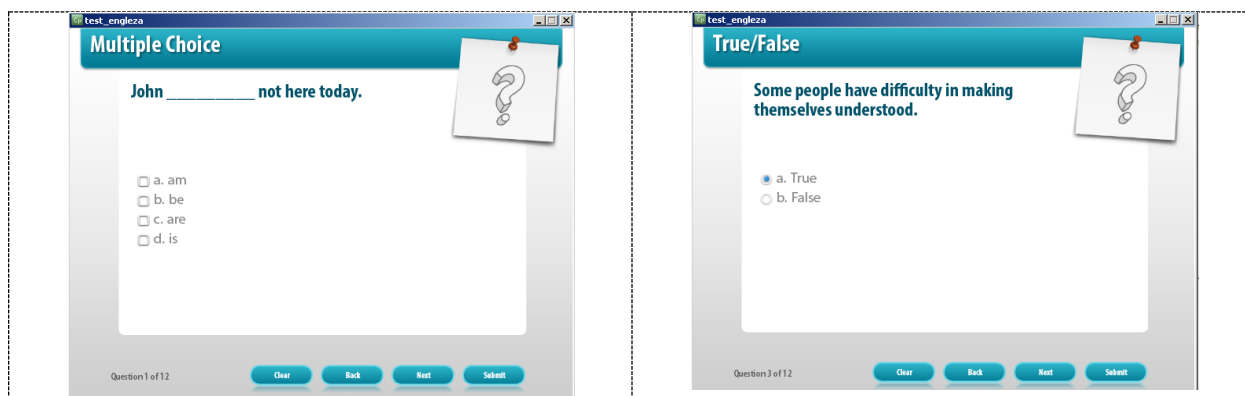 test_engleza
Multiple Choice
John _________ not here today.
a. am
b. be
c. are
d. is
Question 1 of 12
Clear
Back
Next
Submit
test_engleza
True/False
Some people have difficulty in making
themselves understood.
a. True
b. False
Question 3 of 12
Clear
Back
Next
Submit